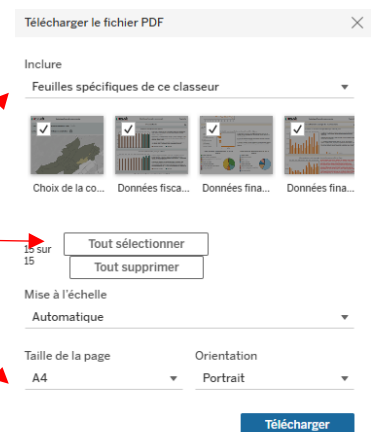 Télécharger le fichier PDF
Inclure
Feuilles spécifiques de ce classeur
Choix de la co... Données fisca... Données fina... Données fina...
15 sur
15
Tout sélectionner
Tout supprimer
Mise à l'échelle
Automatique
Taille de la page Orientation
A4 Portrait
Télécharger